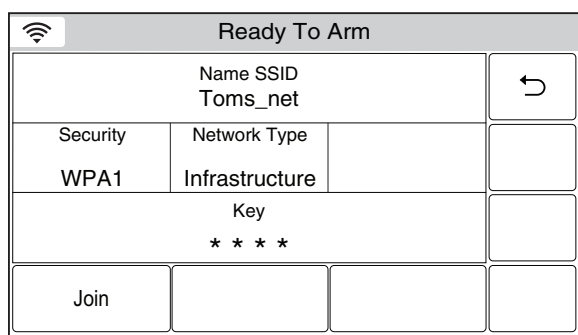 Ready To Arm
Name SSID
Toms_net
Security Network Type
WPA1 Infrastructure
Key
* * * *
Join